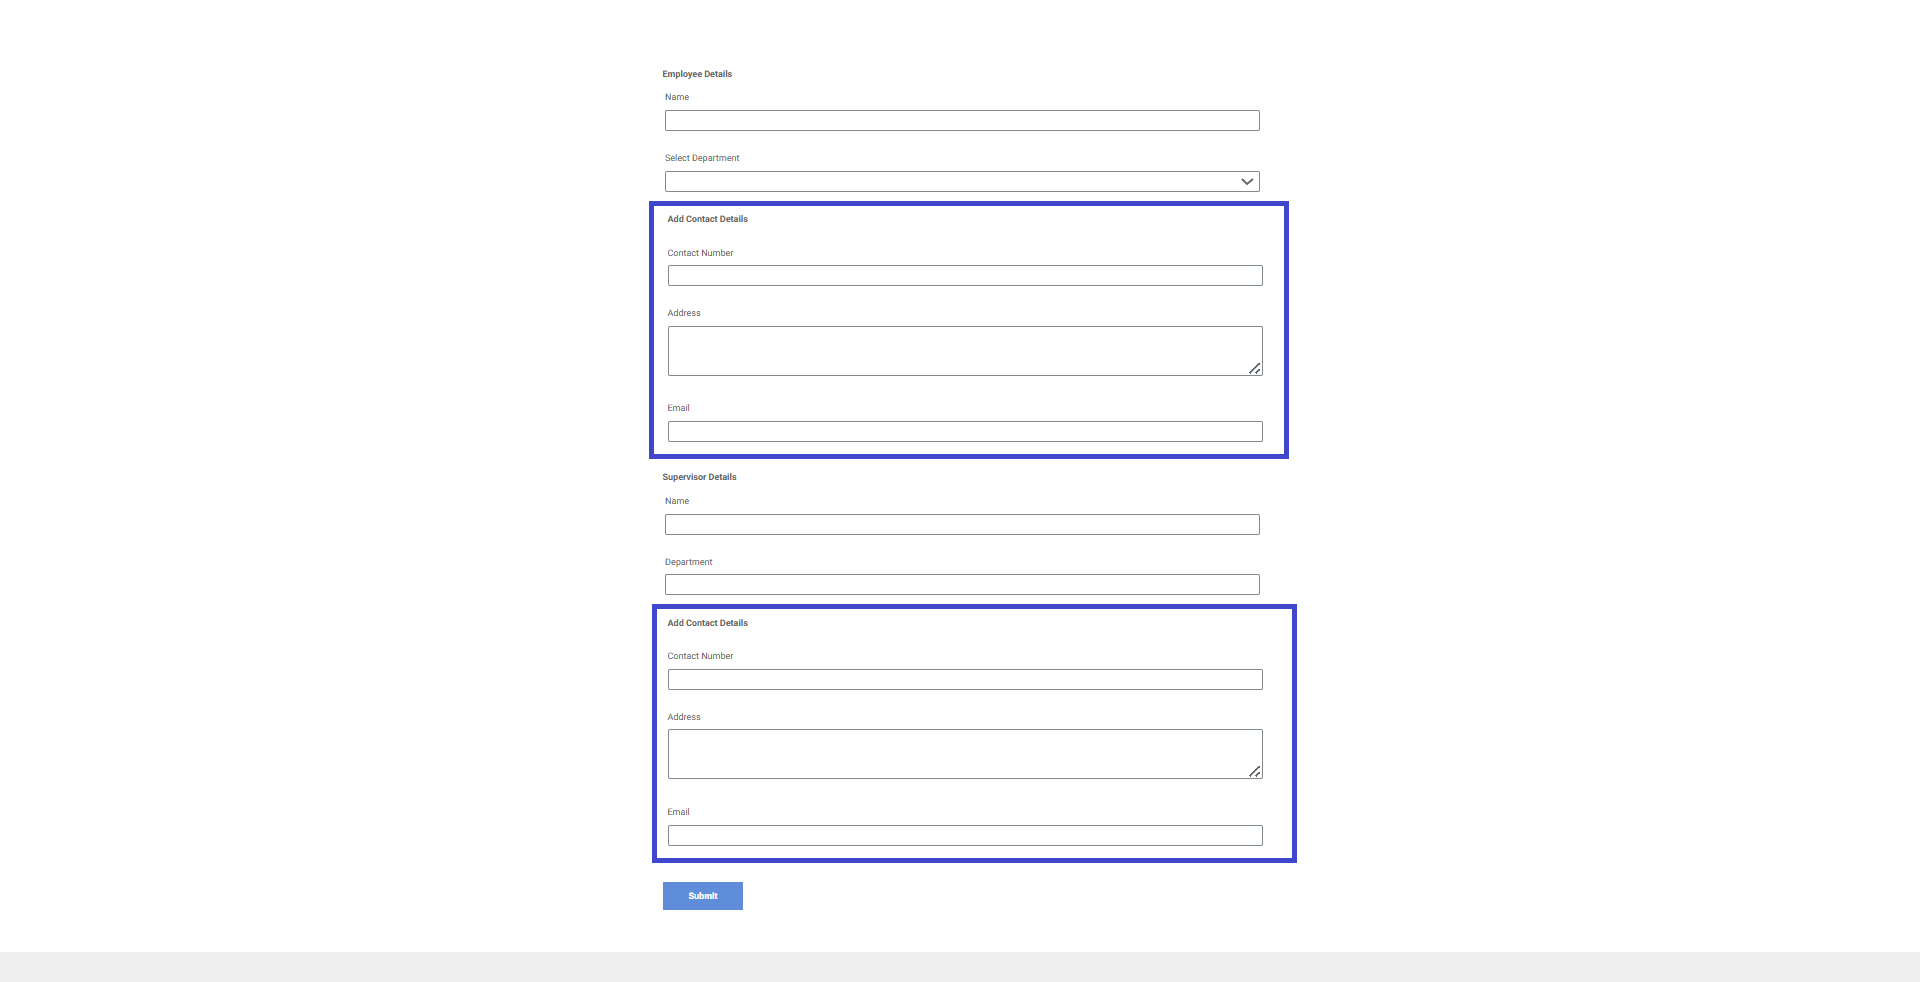 Employee Details
Name
Select Department
Add Contact Details
Contact Number
Address
Email
Supervisor Details
Name
Department
Add Contact Details
Contact Number
Address
Email
Submit